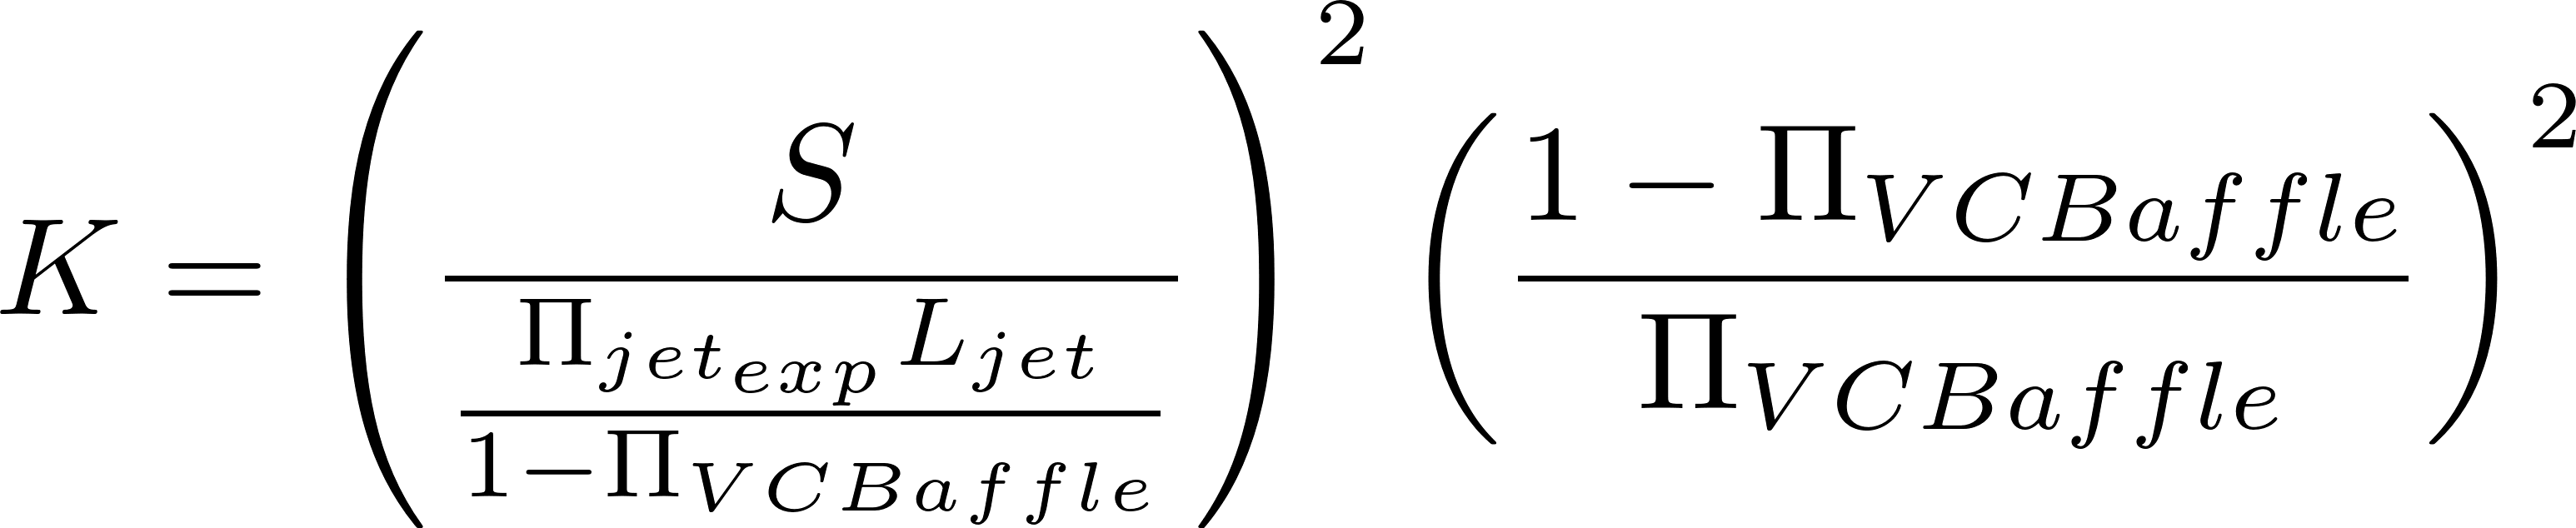 K = \left( \frac{S}{\frac{\Pi_{jet_{exp}} L_{jet}}{1 - \Pi_{VCBaffle}}} \right)^2 \left( \frac{1 - \Pi_{VCBaffle}}{\Pi_{VCBaffle}} \right)^2